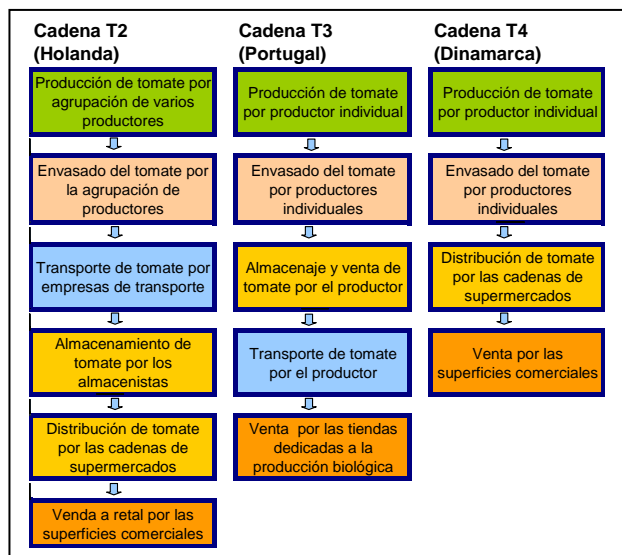 Cadena T2
(Holanda)
Producción de tomate por
agrupación de varios
productores
Envasado del tomate por
la agrupación de
productores
Transporte de tomate por
empresas de transporte
Almacenamiento de
tomate por los
almacenistas
Distribución de tomate
por las cadenas de
supermercados
Venda a retal por las
superficies comerciales
Cadena T3
(Portugal)
Producción de tomate
por productor individual
Envasado del tomate
por productores
individuales
Almacenaje y venta de
tomate por el productor
Transporte de tomate
por el productor
Venta por las tiendas
dedicadas a la
producción biológica
Cadena T4
(Dinamarca)
Producción de tomate
por productor individual
Envasado del tomate
por productores
individuales
Distribución de tomate
por las cadenas de
supermercados
Venta por las
superficies comerciales